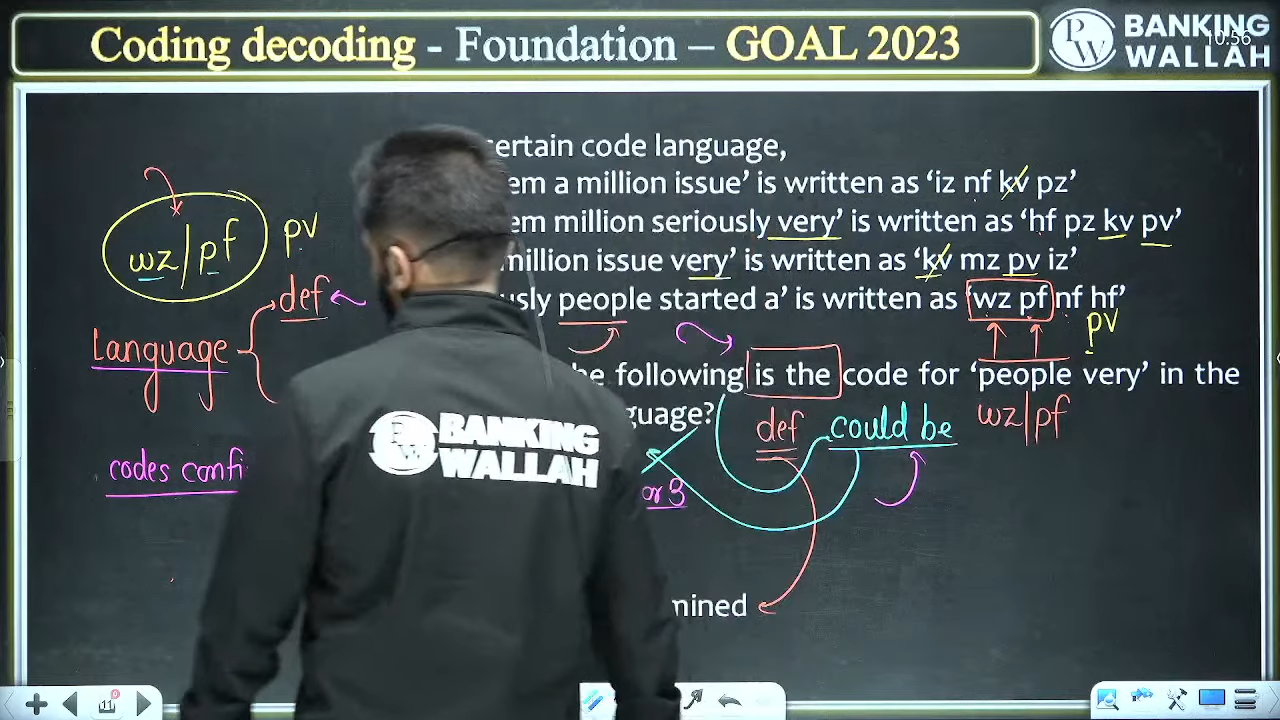 Coding decoding - Foundation – GOAL 2023
BANKING
WALLAH
10:56
certain code language,
em a million issue’ is written as ‘iz nf kv pz’
em million seriously very’ is written as ‘hf pz kv pv’
million issue very’ is written as ‘kv mz pv iz’
usly people started a’ is written as ‘wz pf nf hf’
he following is the code for ‘people very’ in the
guage?
mined
wz/pf pv
def
Language
codes confi
pv
wz/pf
def could be
or 3
PW
BANKING
WALLAH